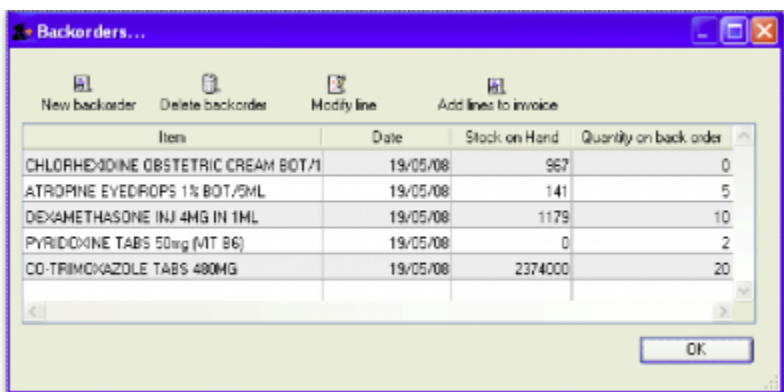 Backorders...
New backorder Delete backorder Modify line Add lines to invoice
Item Date Stock on Hand Quantity on back order
CHLORHEXIDINE OBSTETRIC CREAM BOT/1 19/05/08 967 0
ATROPINE EYEDROPS 1% BOT/5ML 19/05/08 141 5
DEXAMETHASONE INJ 4MG IN 1ML 19/05/08 1179 10
PYRIDOXINE TABS 50mg (VIT B6) 19/05/08 0 2
CO-TRIMOXAZOLE TABS 480MG 19/05/08 2374000 20
OK